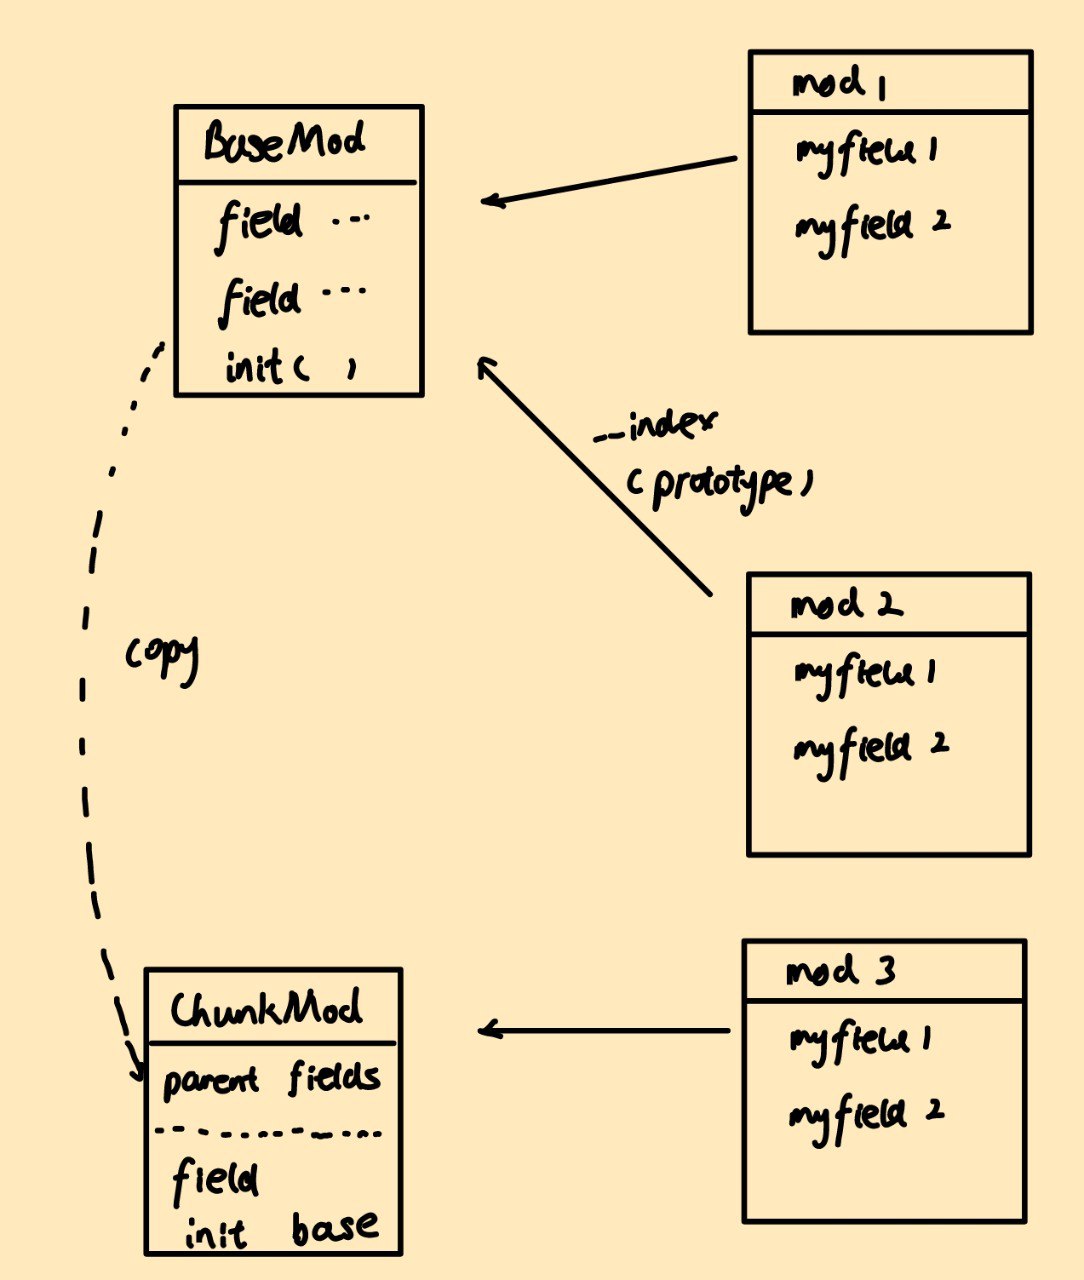 BaseMod
field ...
field ...
init( )
mod 1
myfield 1
myfield 2
__index
(prototype)
mod 2
myfield 1
myfield 2
copy
ChunkMod
parent fields
field
init base
mod 3
myfield 1
myfield 2